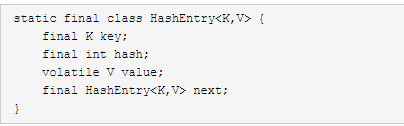 static final class HashEntry<K,V> {
    final K key;
    final int hash;
    volatile V value;
    final HashEntry<K,V> next;
}